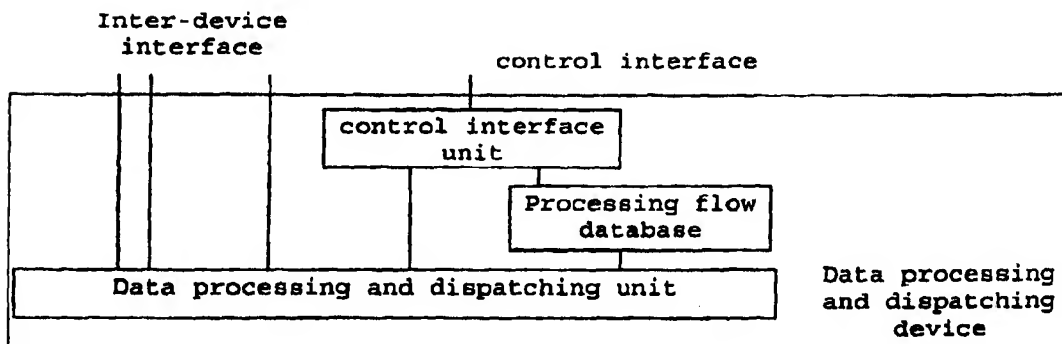 Inter-device
interface
control interface
control interface
unit
Processing flow
database
Data processing and dispatching unit
Data processing
and dispatching
device